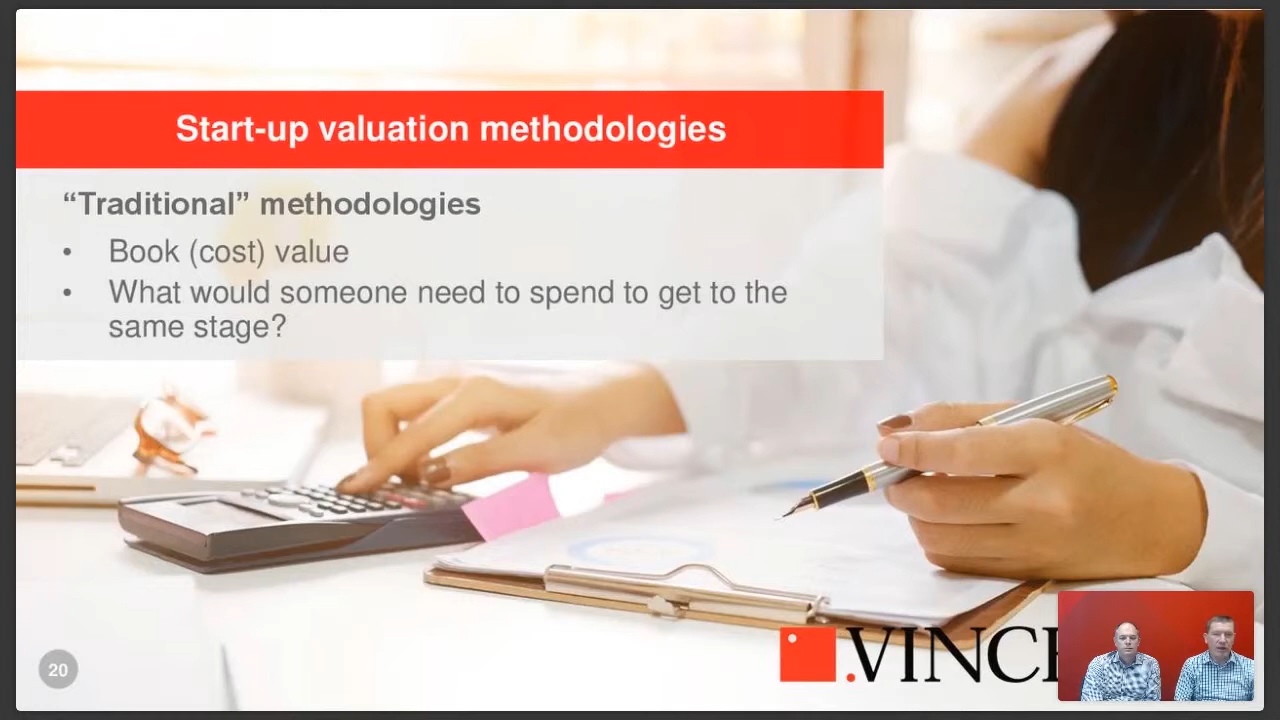 Start-up valuation methodologies
“Traditional” methodologies
• Book (cost) value
• What would someone need to spend to get to the
same stage?
20
.VINC